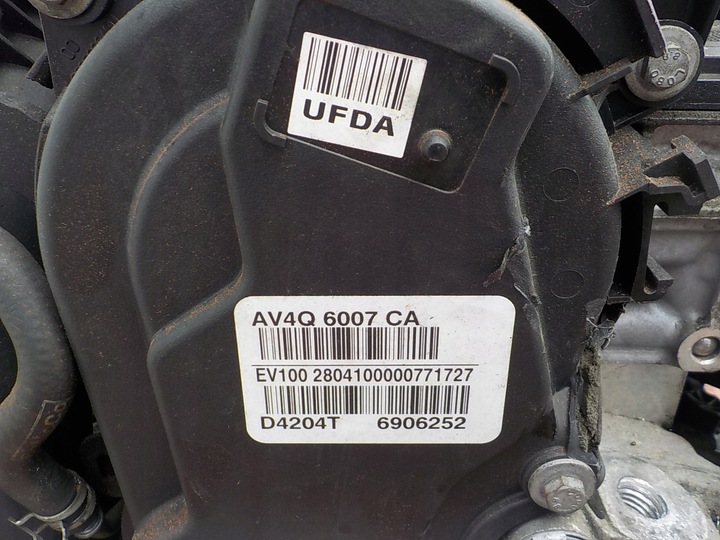 UFDA
AV4Q 6007 CA
EV100 2804100000771727
D4204T 6906252